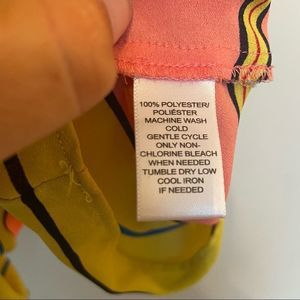 100% POLYESTER/
POLIÉSTER
MACHINE WASH
COLD
GENTLE CYCLE
ONLY NON-
CHLORINE BLEACH
WHEN NEEDED
TUMBLE DRY LOW
COOL IRON
IF NEEDED